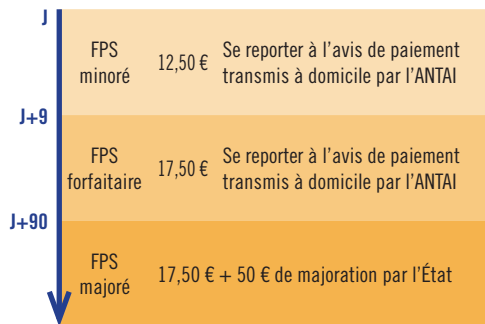 J
FPS
minoré
12,50 €
Se reporter à l'avis de paiement
transmis à domicile par l'ANTAI
J+9
FPS
forfaitaire
17,50 €
Se reporter à l'avis de paiement
transmis à domicile par l'ANTAI
J+90
FPS
majoré
17,50 € + 50 € de majoration par l'État